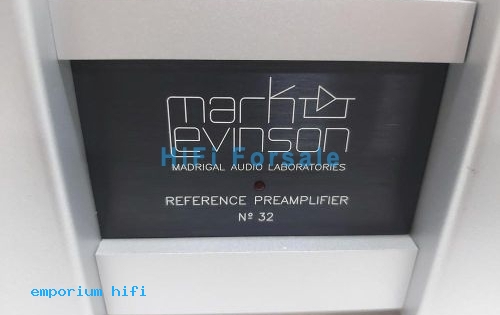 mark
levinson
HiFi Forsale
MADRIGAL AUDIO LABORATORIES
REFERENCE PREAMPLIFIER
Nº 32
emporium hifi